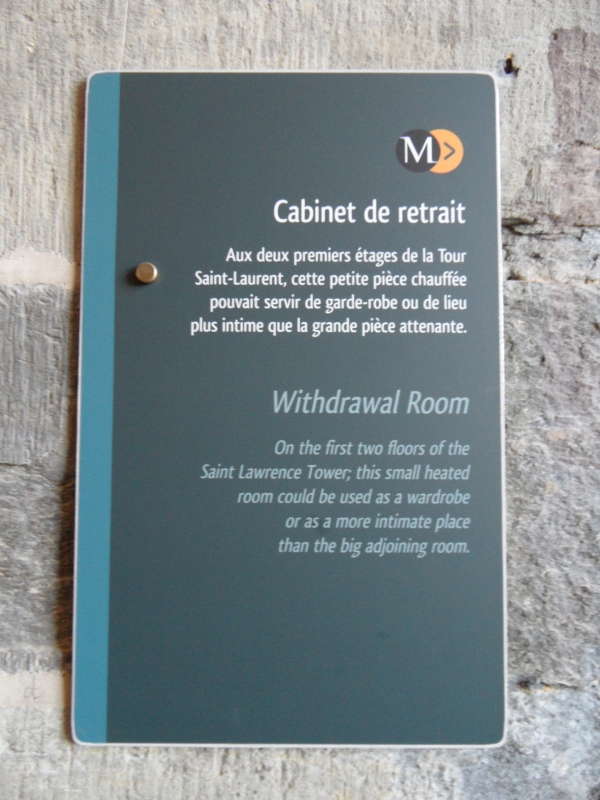 M>
Cabinet de retrait
Aux deux premiers étages de la Tour
Saint-Laurent, cette petite pièce chauffée
pouvait servir de garde-robe ou de lieu
plus intime que la grande pièce attenante.
Withdrawal Room
On the first two floors of the
Saint Lawrence Tower; this small heated
room could be used as a wardrobe
or as a more intimate place
than the big adjoining room.